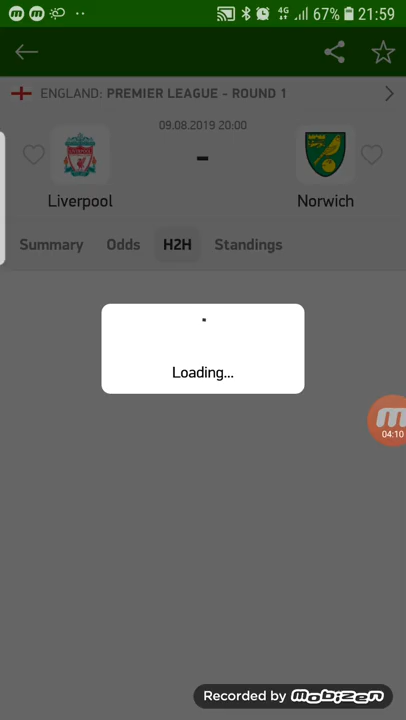 4G 67% 21:59
ENGLAND: PREMIER LEAGUE - ROUND 1
09.08.2019 20:00
-
Liverpool Norwich
Summary Odds H2H Standings
Loading...
04:10
Recorded by MOBIZEN